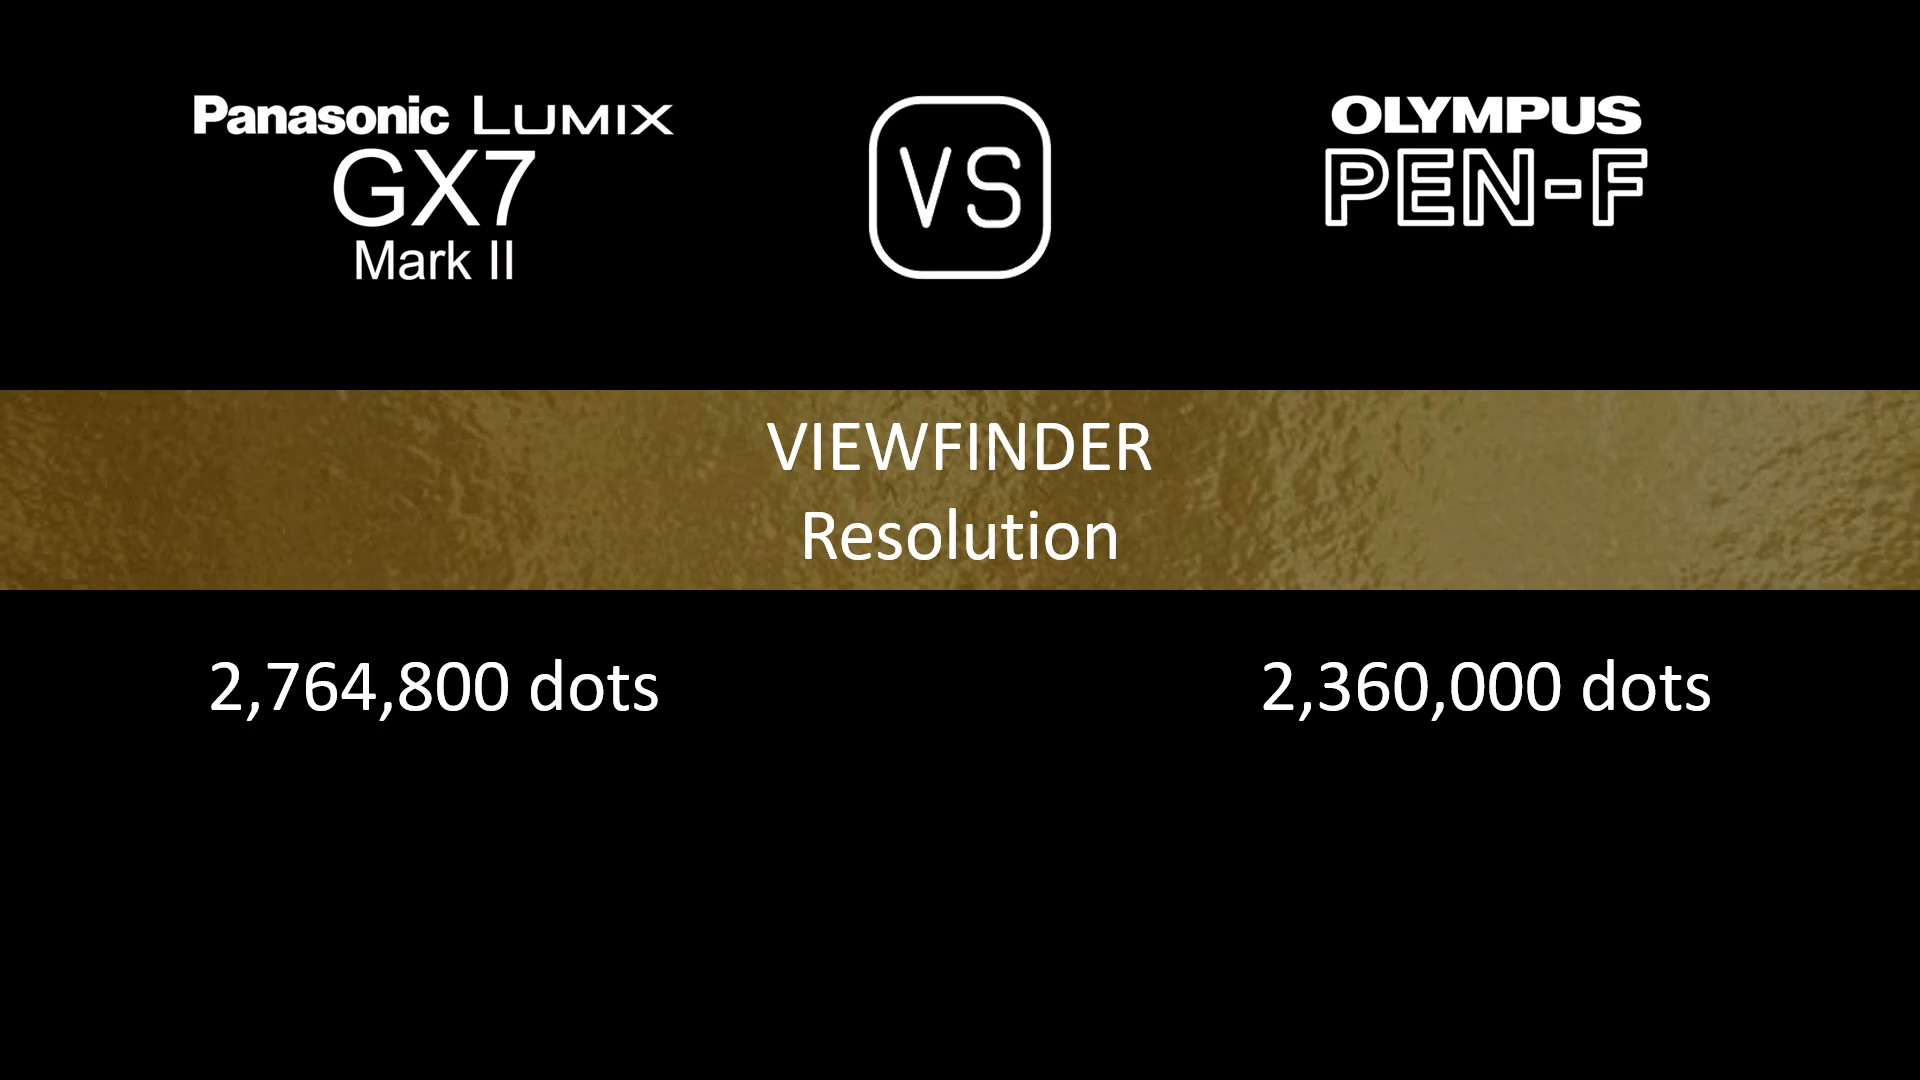 Panasonic LUMIX
GX7
Mark II
VS
OLYMPUS
PEN-F
VIEWFINDER
Resolution
2,764,800 dots
2,360,000 dots